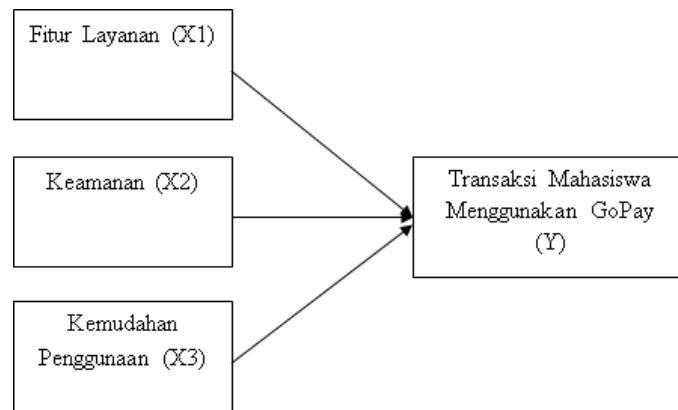 Fitur Layanan (X1)
Keamanan (X2)
Transaksi Mahasiswa
Menggunakan GoPay
(Y)
Kemudahan
Penggunaan (X3)